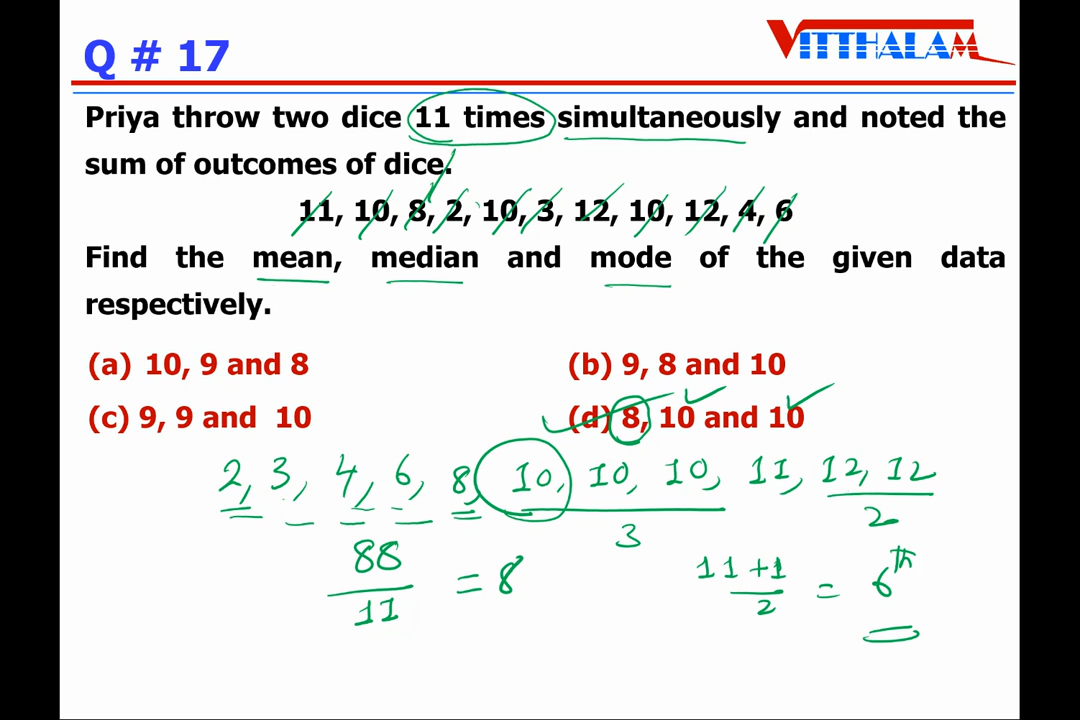 Q # 17
VITTHALAM
Priya throw two dice 11 times simultaneously and noted the
sum of outcomes of dice.
11, 10, 8, 2, 10, 3, 12, 10, 12, 4, 6
Find the mean, median and mode of the given data
respectively.
(a) 10, 9 and 8
(b) 9, 8 and 10
(c) 9, 9 and 10
(d) 8, 10 and 10
2, 3, 4, 6, 8, 10, 10, 10, 11, 12, 12
3
2
88
11
= 8
11 +1
2
= 6th